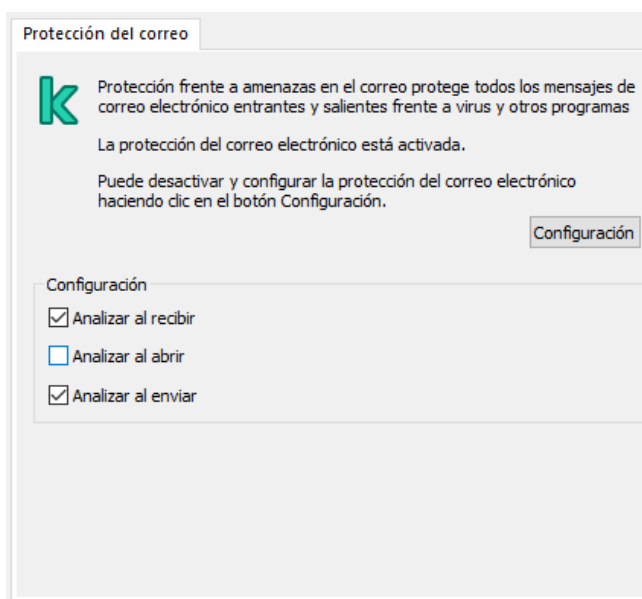 Protección del correo
Protección frente a amenazas en el correo protege todos los mensajes de
correo electrónico entrantes y salientes frente a virus y otros programas
La protección del correo electrónico está activada.
Puede desactivar y configurar la protección del correo electrónico
haciendo clic en el botón Configuración.
Configuración
Configuración
Analizar al recibir
Analizar al abrir
Analizar al enviar